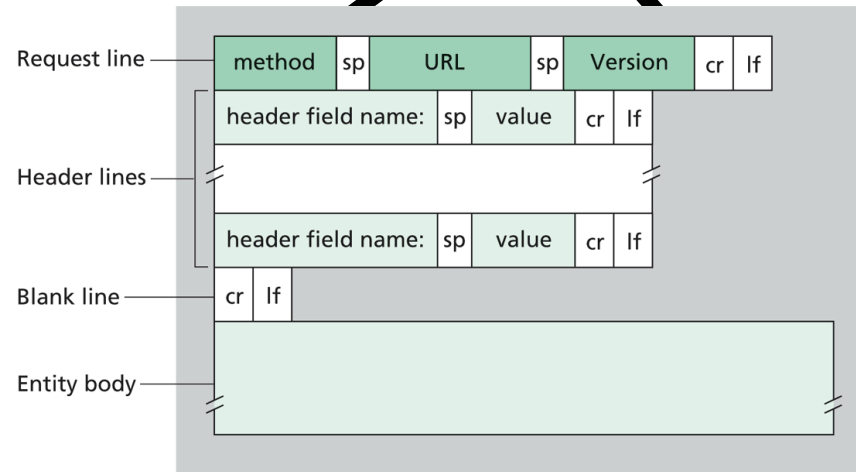 Request line method sp URL sp Version cr lf
header field name: sp value cr lf
Header lines
header field name: sp value cr lf
Blank line cr lf
Entity body